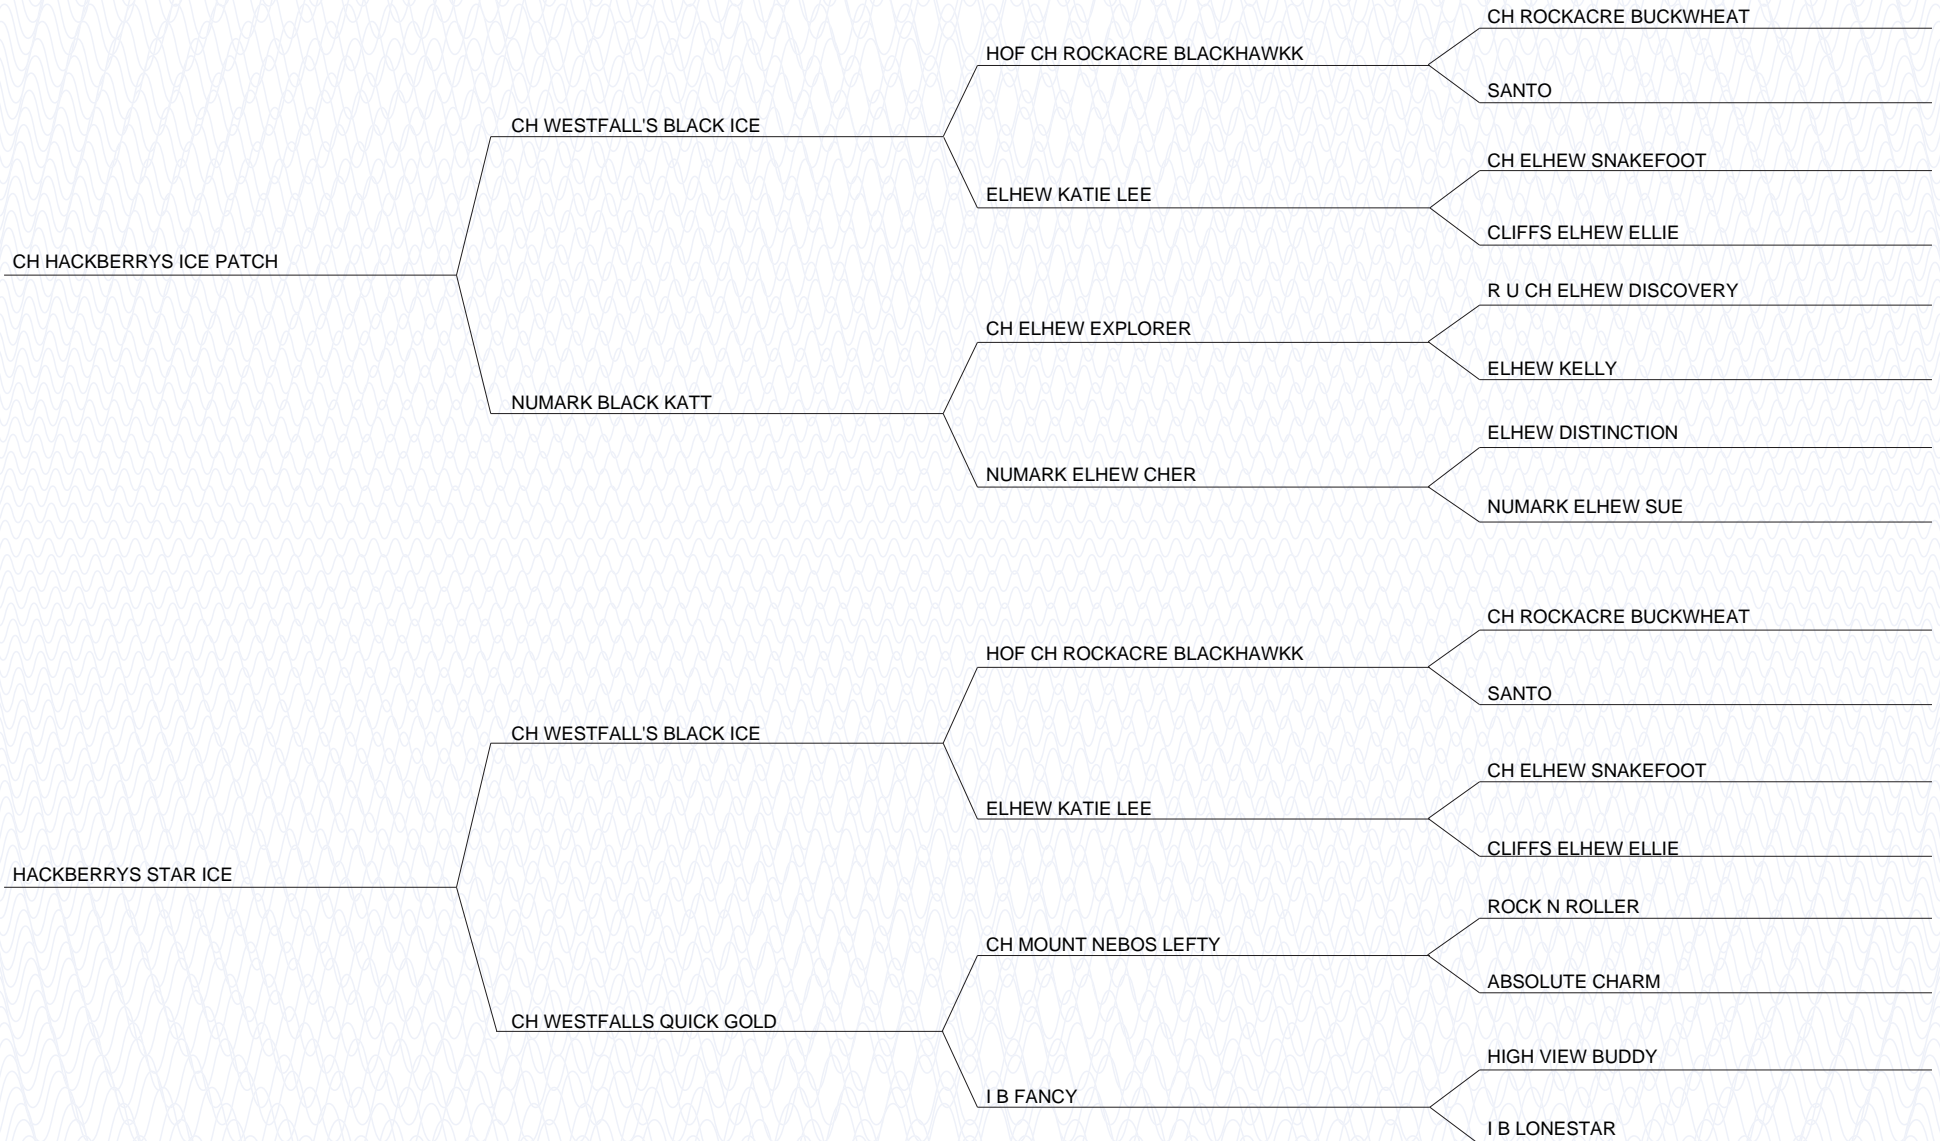 CH ROCKACRE BUCKWHEAT
HOF CH ROCKACRE BLACKHAWKK
SANTO
CH WESTFALL'S BLACK ICE
CH ELHEW SNAKEFOOT
ELHEW KATIE LEE
CLIFFS ELHEW ELLIE
CH HACKBERRYS ICE PATCH
R U CH ELHEW DISCOVERY
CH ELHEW EXPLORER
ELHEW KELLY
NUMARK BLACK KATT
ELHEW DISTINCTION
NUMARK ELHEW CHER
NUMARK ELHEW SUE
CH ROCKACRE BUCKWHEAT
HOF CH ROCKACRE BLACKHAWKK
SANTO
CH WESTFALL'S BLACK ICE
CH ELHEW SNAKEFOOT
ELHEW KATIE LEE
CLIFFS ELHEW ELLIE
HACKBERRYS STAR ICE
ROCK N ROLLER
CH MOUNT NEBOS LEFTY
ABSOLUTE CHARM
CH WESTFALLS QUICK GOLD
HIGH VIEW BUDDY
I B FANCY
I B LONESTAR